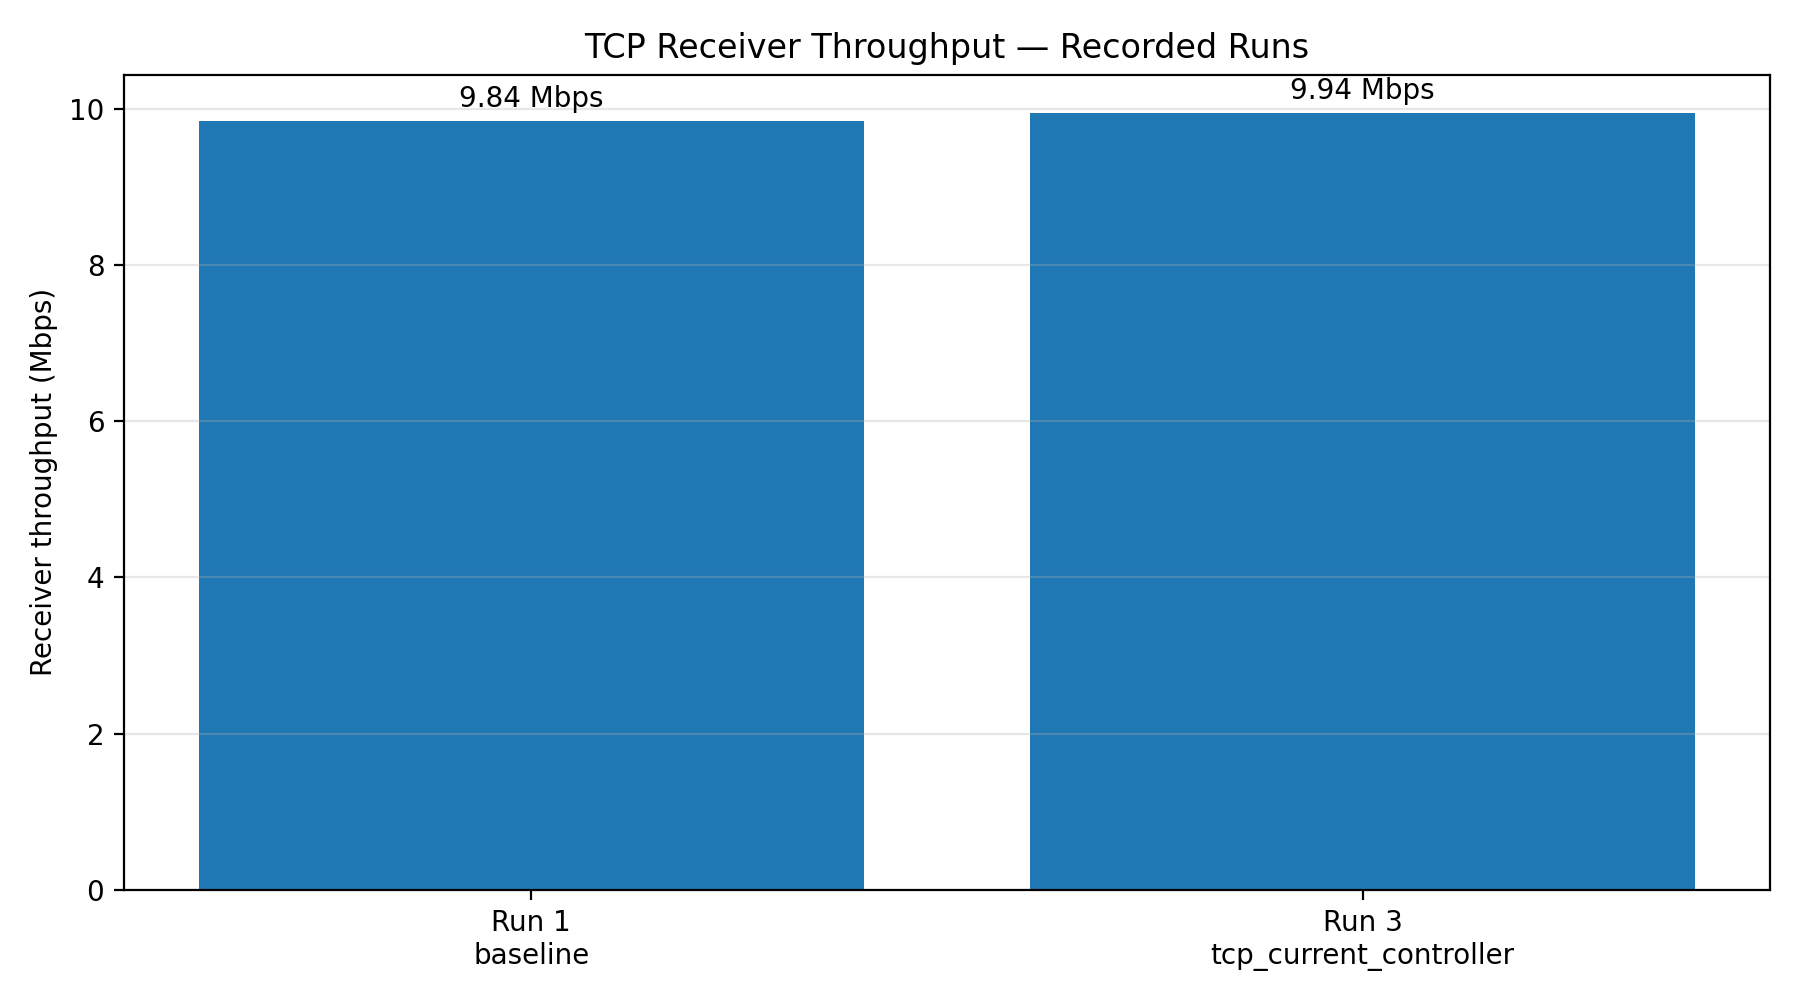 TCP Receiver Throughput — Recorded Runs
9.84 Mbps
9.94 Mbps
Receiver throughput (Mbps)
10
8
6
4
2
0
Run 1
baseline
Run 3
tcp_current_controller